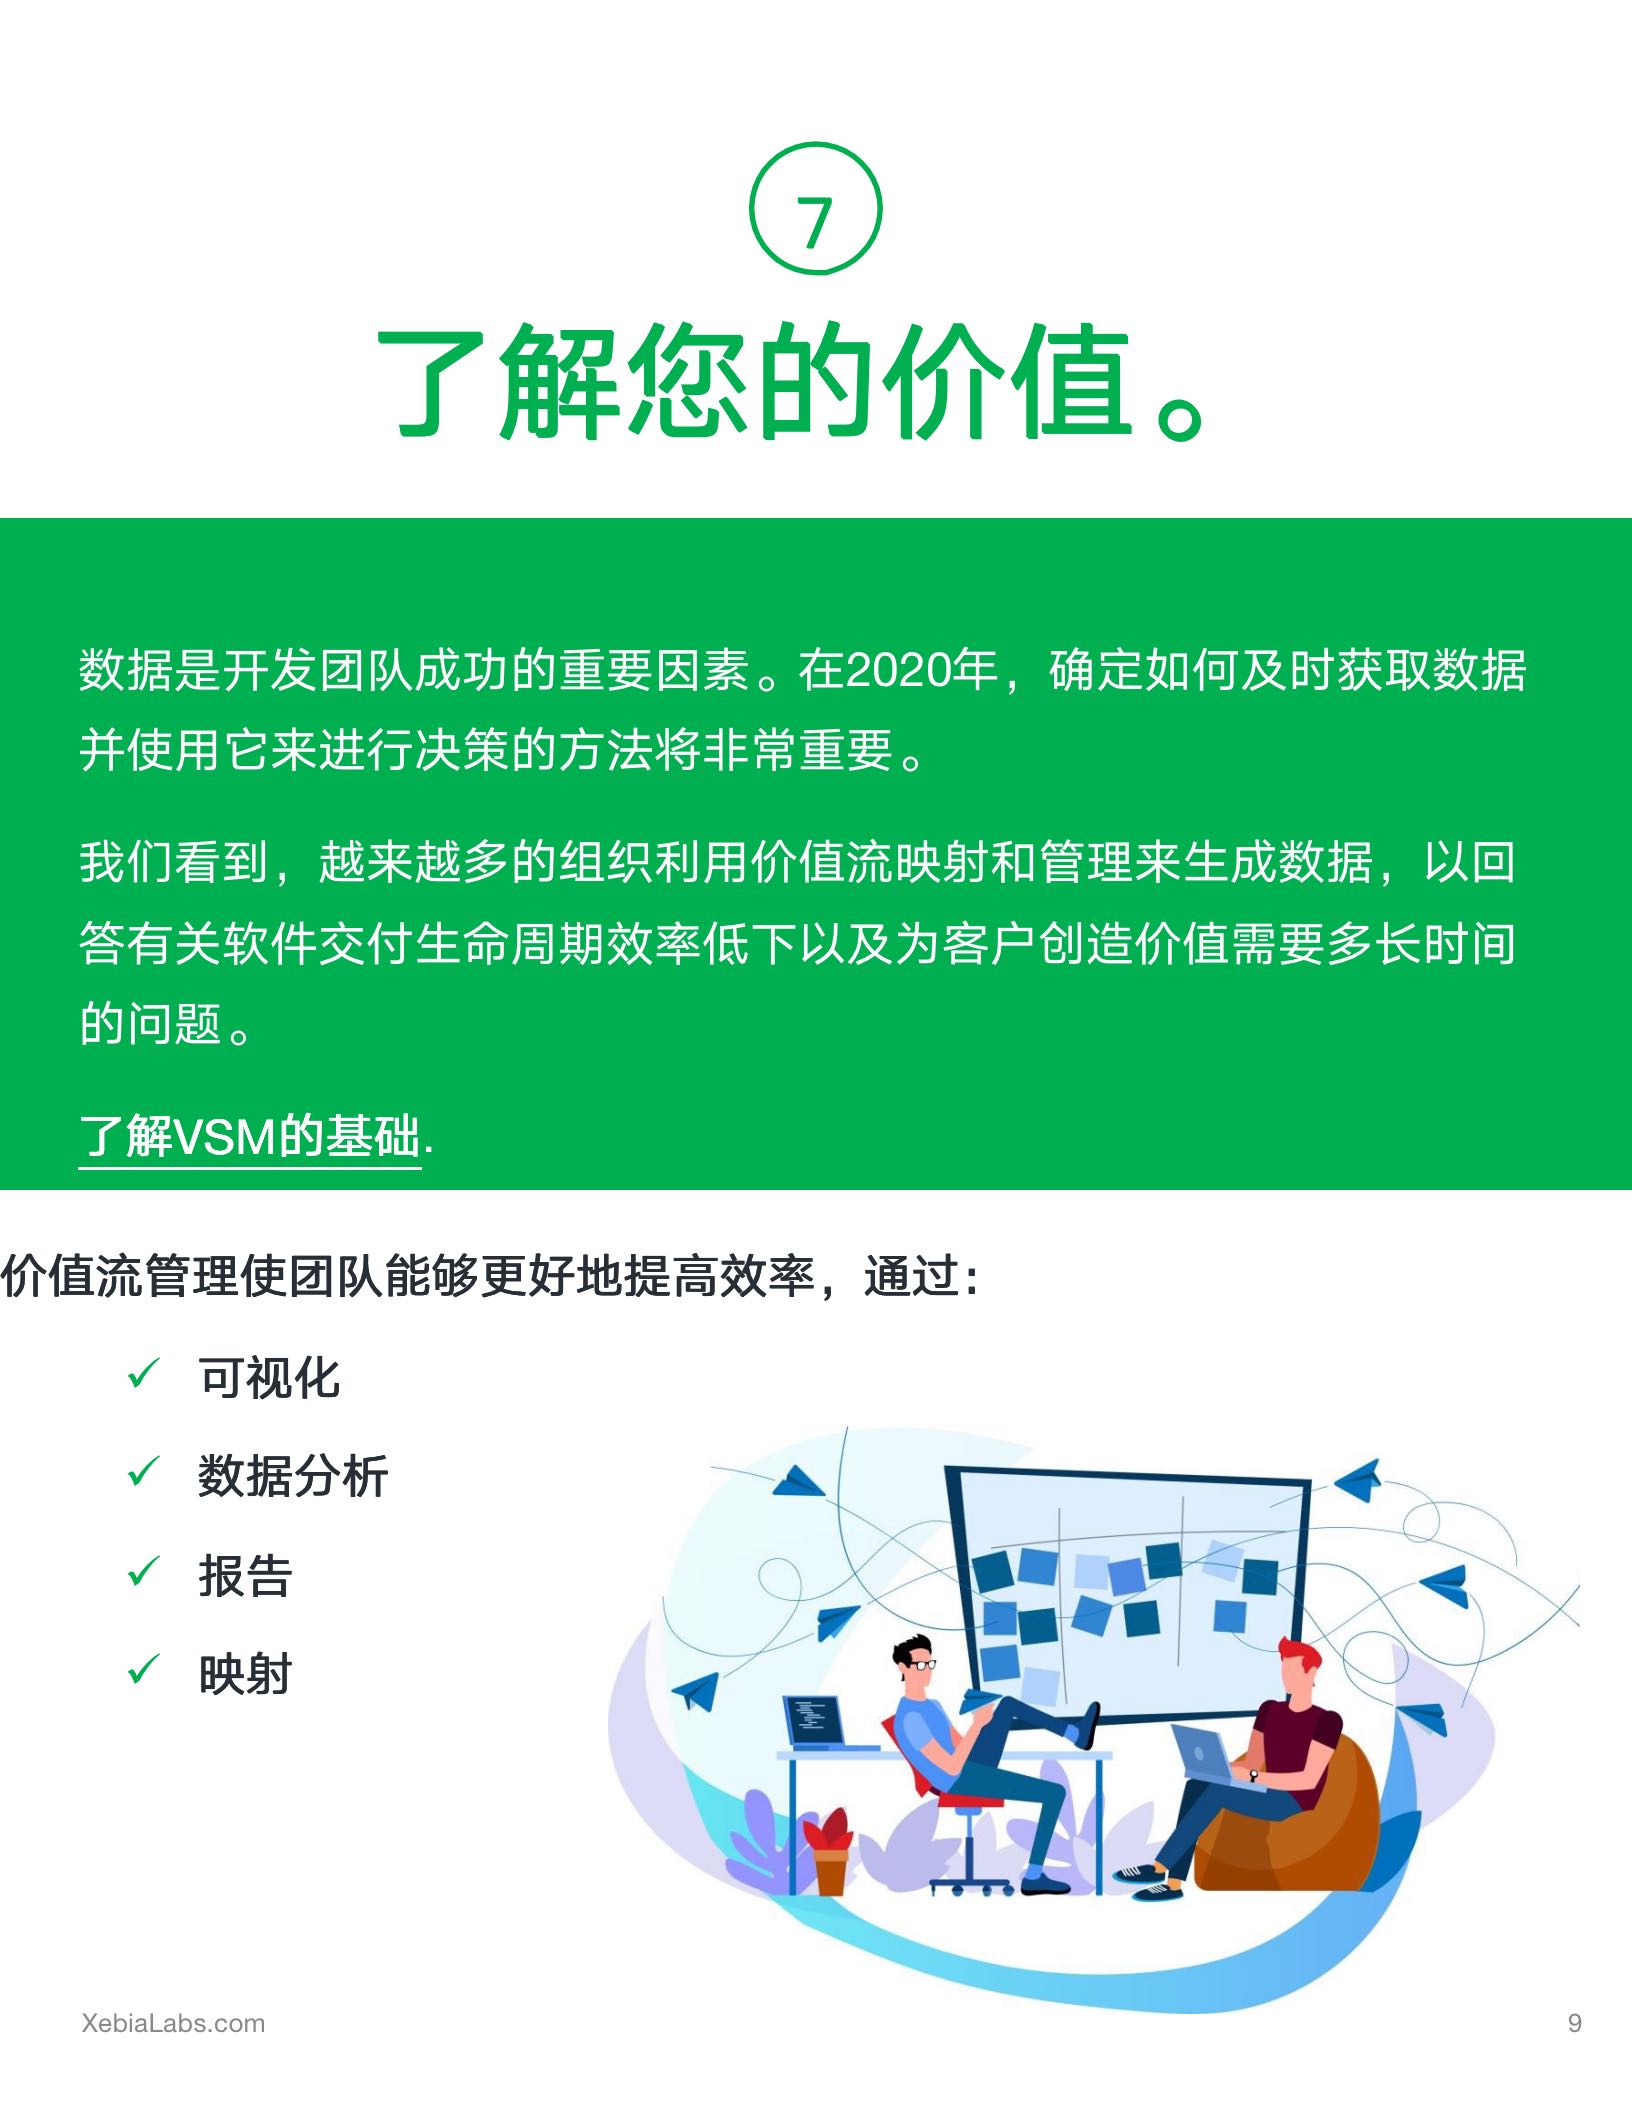 7
了解您的价值。
数据是开发团队成功的重要因素。在2020年，确定如何及时获取数据
并使用它来进行决策的方法将非常重要。
我们看到，越来越多的组织利用价值流映射和管理来生成数据，以回
答有关软件交付生命周期效率低下以及为客户创造价值需要多长时间
的问题。
了解VSM的基础.
价值流管理使团队能够更好地提高效率，通过：
✓ 可视化
✓ 数据分析
✓ 报告
✓ 映射
XebiaLabs.com
9